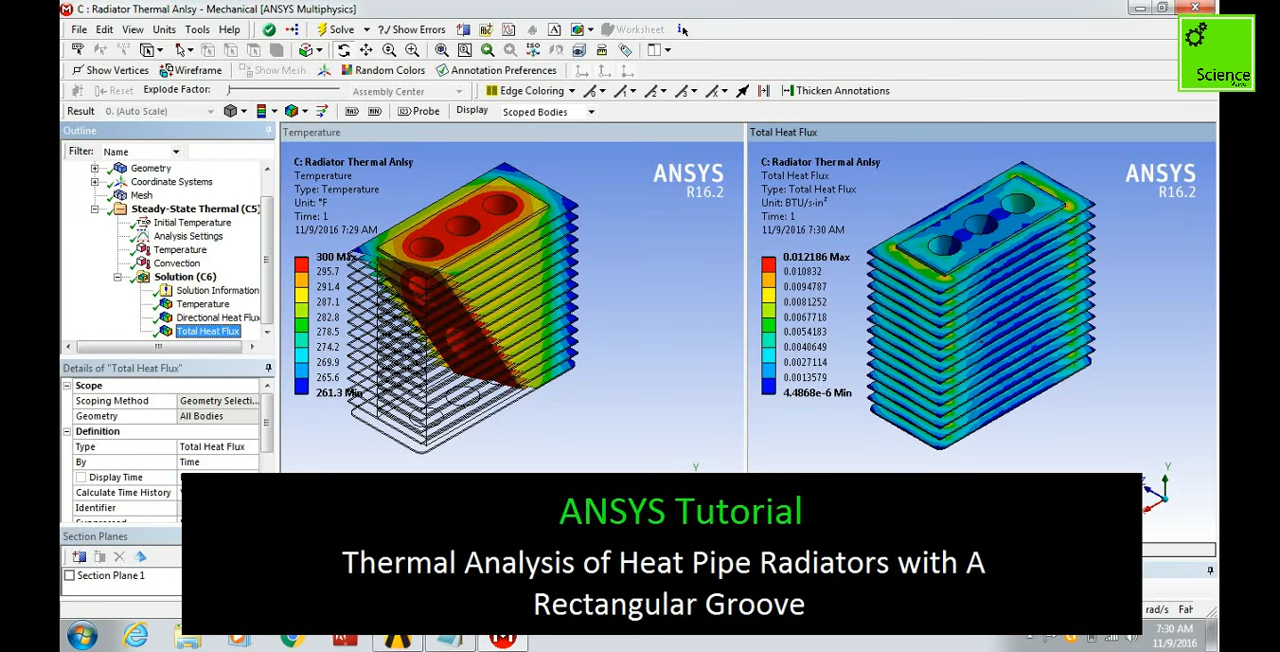 C : Radiator Thermal Anlsy - Mechanical [ANSYS Multiphysics]
File Edit View Units Tools Help Solve ?/ Show Errors Worksheet
Show Vertices Wireframe Show Mesh Random Colors Annotation Preferences
Reset Explode Factor: Assembly Center Edge Coloring Thicken Annotations
Result 0. (Auto Scale) Probe Display Scoped Bodies
Science
Outline
Filter: Name
Geometry
Coordinate Systems
Mesh
Steady-State Thermal (C5)
Initial Temperature
Analysis Settings
Temperature
Convection
Solution (C6)
Solution Information
Temperature
Directional Heat Flux
Total Heat Flux
Details of "Total Heat Flux"
Scope
Scoping Method Geometry Selecti...
Geometry All Bodies
Definition
Type Total Heat Flux
By Time
Display Time
Calculate Time History
Identifier
Section Planes
Section Plane 1
Temperature
C: Radiator Thermal Anlsy
Temperature
Type: Temperature
Unit: °F
Time: 1
11/9/2016 7:29 AM
300 Max
295.7
291.4
287.1
282.8
278.5
274.2
269.9
265.6
261.3 Min
ANSYS
R16.2
Y
Total Heat Flux
C: Radiator Thermal Anlsy
Total Heat Flux
Type: Total Heat Flux
Unit: BTU/s·in²
Time: 1
11/9/2016 7:30 AM
0.012186 Max
0.010832
0.0094787
0.0081252
0.0067718
0.0054183
0.0040649
0.0027114
0.0013579
4.4868e-6 Min
ANSYS
R16.2
Y
ANSYS Tutorial
Thermal Analysis of Heat Pipe Radiators with A
Rectangular Groove
rad/s Fah
7:30 AM
11/9/2016